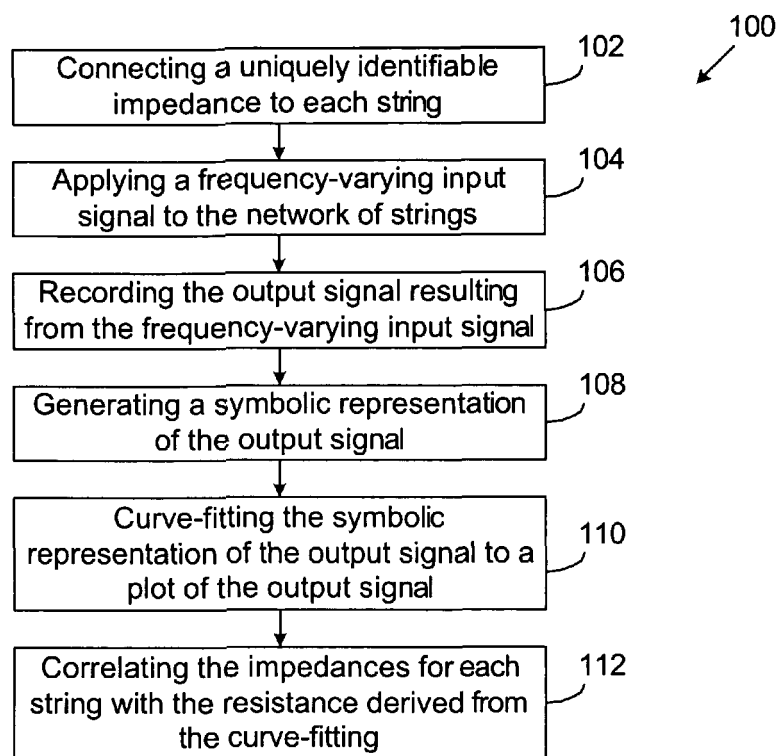 100
102
Connecting a uniquely identifiable
impedance to each string
104
Applying a frequency-varying input
signal to the network of strings
106
Recording the output signal resulting
from the frequency-varying input signal
108
Generating a symbolic representation
of the output signal
110
Curve-fitting the symbolic
representation of the output signal to a
plot of the output signal
112
Correlating the impedances for each
string with the resistance derived from
the curve-fitting